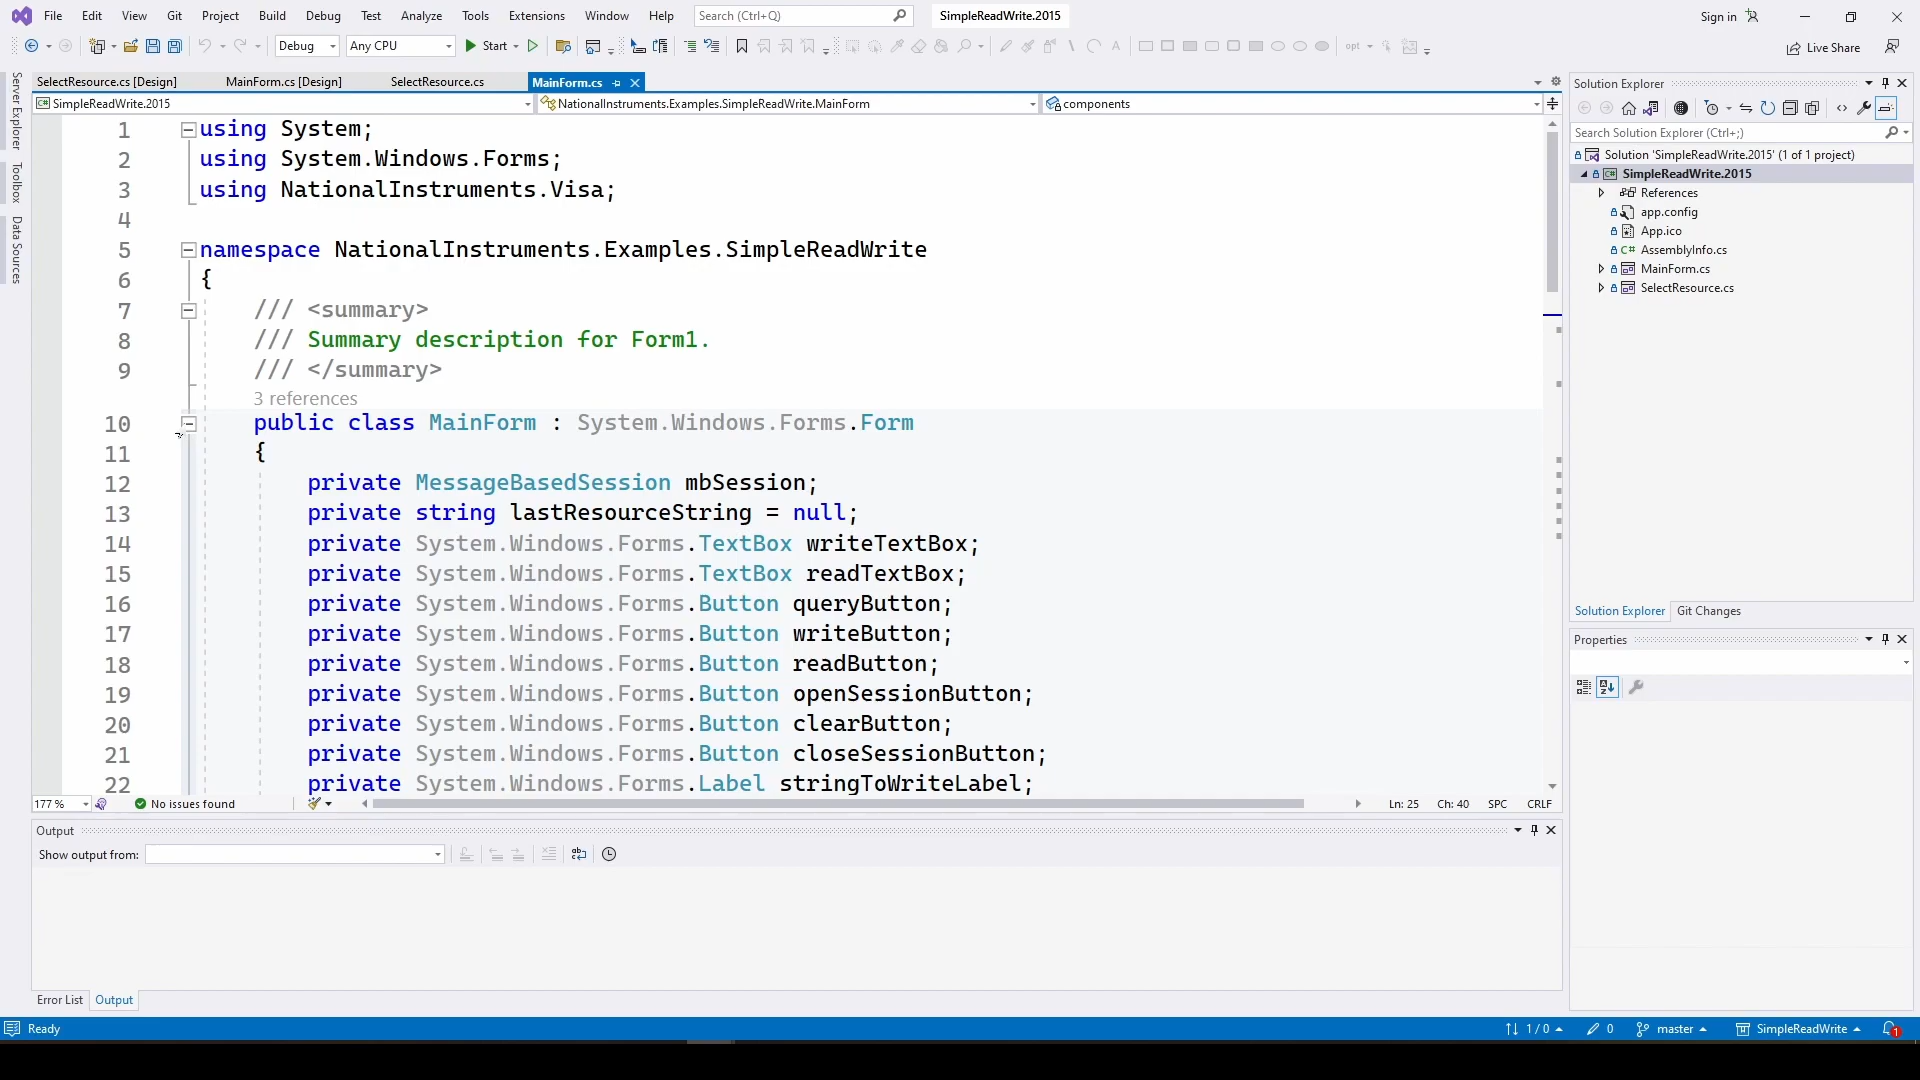 File Edit View Git Project Build Debug Test Analyze Tools Extensions Window Help Search (Ctrl+Q) SimpleReadWrite.2015 Sign in
Debug Any CPU Start opt Live Share
SelectResource.cs [Design] MainForm.cs [Design] SelectResource.cs MainForm.cs
SimpleReadWrite.2015 NationalInstruments.Examples.SimpleReadWrite.MainForm components
Server Explorer
Toolbox
Data Sources
1 using System;
2 using System.Windows.Forms;
3 using NationalInstruments.Visa;
4
5 namespace NationalInstruments.Examples.SimpleReadWrite
6 {
7 /// <summary>
8 /// Summary description for Form1.
9 /// </summary>
3 references
10 public class MainForm : System.Windows.Forms.Form
11 {
12 private MessageBasedSession mbSession;
13 private string lastResourceString = null;
14 private System.Windows.Forms.TextBox writeTextBox;
15 private System.Windows.Forms.TextBox readTextBox;
16 private System.Windows.Forms.Button queryButton;
17 private System.Windows.Forms.Button writeButton;
18 private System.Windows.Forms.Button readButton;
19 private System.Windows.Forms.Button openSessionButton;
20 private System.Windows.Forms.Button clearButton;
21 private System.Windows.Forms.Button closeSessionButton;
22 private System.Windows.Forms.Label stringToWriteLabel;
177 % No issues found Ln: 25 Ch: 40 SPC CRLF
Output
Show output from:
Error List Output
Solution Explorer
Search Solution Explorer (Ctrl+;)
Solution 'SimpleReadWrite.2015' (1 of 1 project)
SimpleReadWrite.2015
References
app.config
App.ico
AssemblyInfo.cs
MainForm.cs
SelectResource.cs
Solution Explorer Git Changes
Properties
Ready 1 / 0 0 master SimpleReadWrite 1